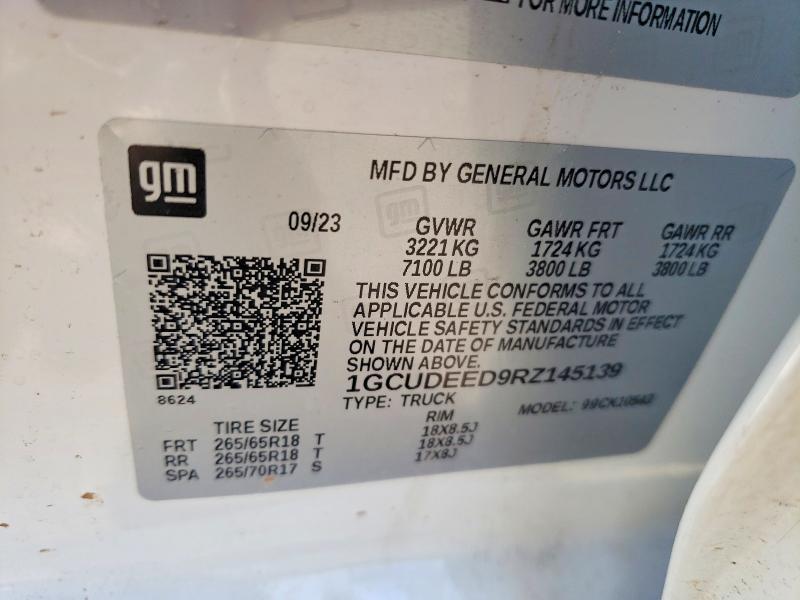 FOR MORE INFORMATION
gm
MFD BY GENERAL MOTORS LLC
09/23
GVWR GAWR FRT GAWR RR
3221 KG 1724 KG 1724 KG
7100 LB 3800 LB 3800 LB
THIS VEHICLE CONFORMS TO ALL
APPLICABLE U.S. FEDERAL MOTOR
VEHICLE SAFETY STANDARDS IN EFFECT
ON THE DATE OF MANUFACTURE
SHOWN ABOVE.
1GCUDEED9RZ145139
8624
TYPE: TRUCK MODEL: 99CK10543
TIRE SIZE RIM
FRT 265/65R18 T 18X8.5J
RR 265/65R18 T 18X8.5J
SPA 265/70R17 S 17X8J